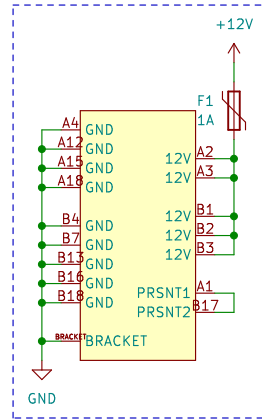 +12V
F1
1A
A4 GND
A12 GND
A15 GND
A18 GND
B4 GND
B7 GND
B13 GND
B16 GND
B18 GND
BRACKET BRACKET
12V A2
12V A3
12V B1
12V B2
12V B3
PRSNT1 A1
PRSNT2 B17
GND